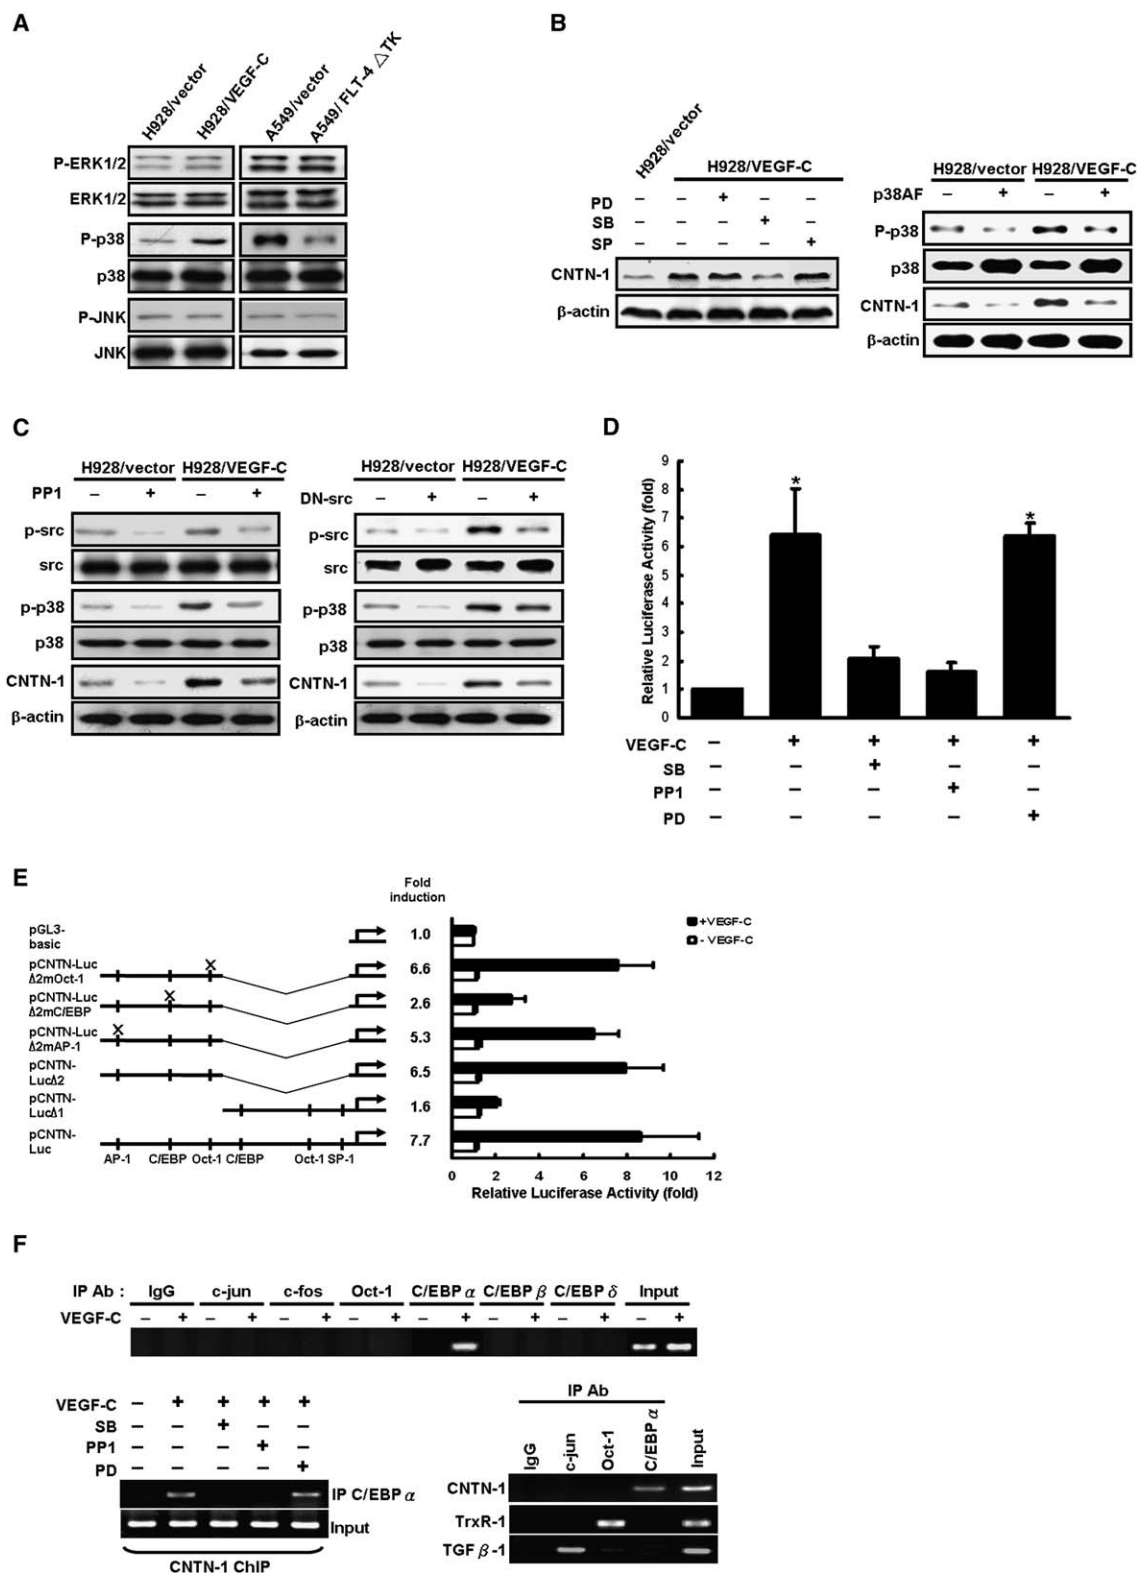 A
H928/vector
H928/VEGF-C
A549/vector
A549/ FLT-4 △TK
P-ERK1/2
ERK1/2
P-p38
p38
P-JNK
JNK
B
H928/vector
H928/VEGF-C
PD – – + – –
SB – – – + –
SP – – – – +
CNTN-1
β-actin
H928/vector H928/VEGF-C
p38AF – + – +
P-p38
p38
CNTN-1
β-actin
C
H928/vector H928/VEGF-C
PP1 – + – +
p-src
src
p-p38
p38
CNTN-1
β-actin
H928/vector H928/VEGF-C
DN-src – + – +
p-src
src
p-p38
p38
CNTN-1
β-actin
D
Relative Luciferase Activity (fold)
9
8
7
6
5
4
3
2
1
0
* *
VEGF-C – + + + +
SB – – + – –
PP1 – – – + –
PD – – – – +
E
Fold
induction
+VEGF-C
- VEGF-C
pGL3-
basic
1.0
pCNTN-Luc
Δ2mOct-1
X
6.6
pCNTN-Luc
Δ2mC/EBP
X
2.6
pCNTN-Luc
Δ2mAP-1
X
5.3
pCNTN-
LucΔ2
6.5
pCNTN-
LucΔ1
1.6
pCNTN-
Luc
7.7
AP-1 C/EBP Oct-1 C/EBP Oct-1 SP-1
0 2 4 6 8 10 12
Relative Luciferase Activity (fold)
F
IP Ab : IgG c-jun c-fos Oct-1 C/EBP α C/EBP β C/EBP δ Input
VEGF-C – + – + – + – + – + – + – + – +
VEGF-C – + + + +
SB – – + – –
PP1 – – – + –
PD – – – – +
IP C/EBP α
Input
CNTN-1 ChIP
IP Ab
IgG
c-jun
Oct-1
C/EBP α
Input
CNTN-1
TrxR-1
TGF β-1